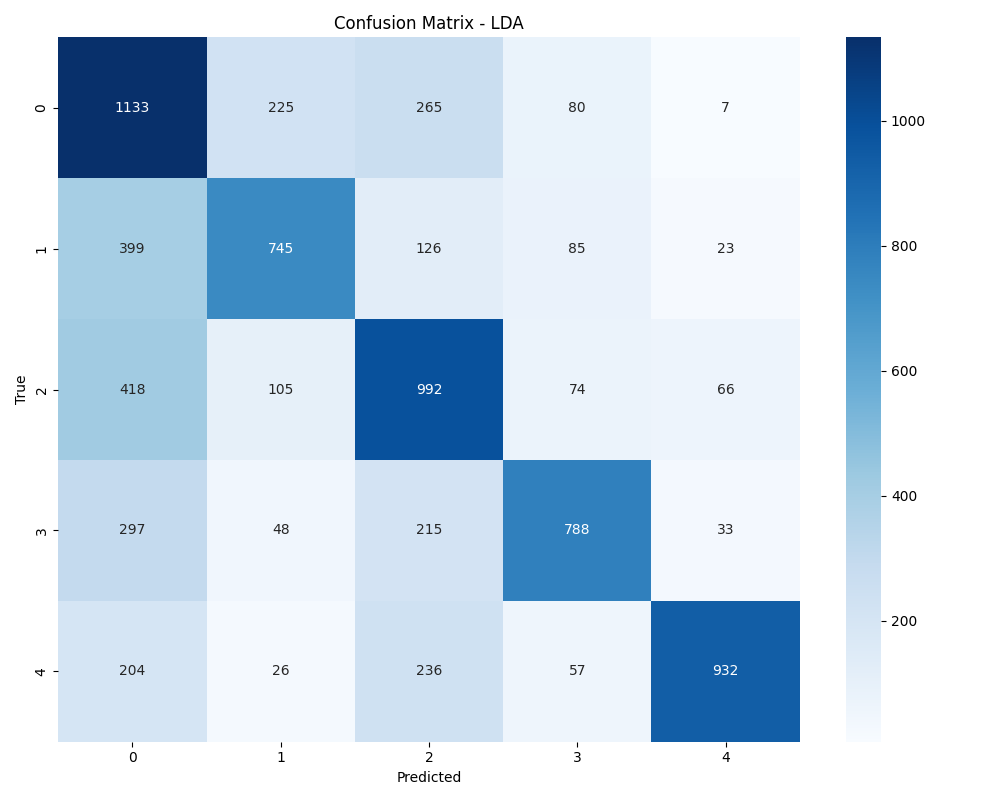 Confusion Matrix - LDA
0 1133 225 265 80 7
1 399 745 126 85 23
2 418 105 992 74 66
3 297 48 215 788 33
4 204 26 236 57 932
0 1 2 3 4
True
Predicted
1000
800
600
400
200